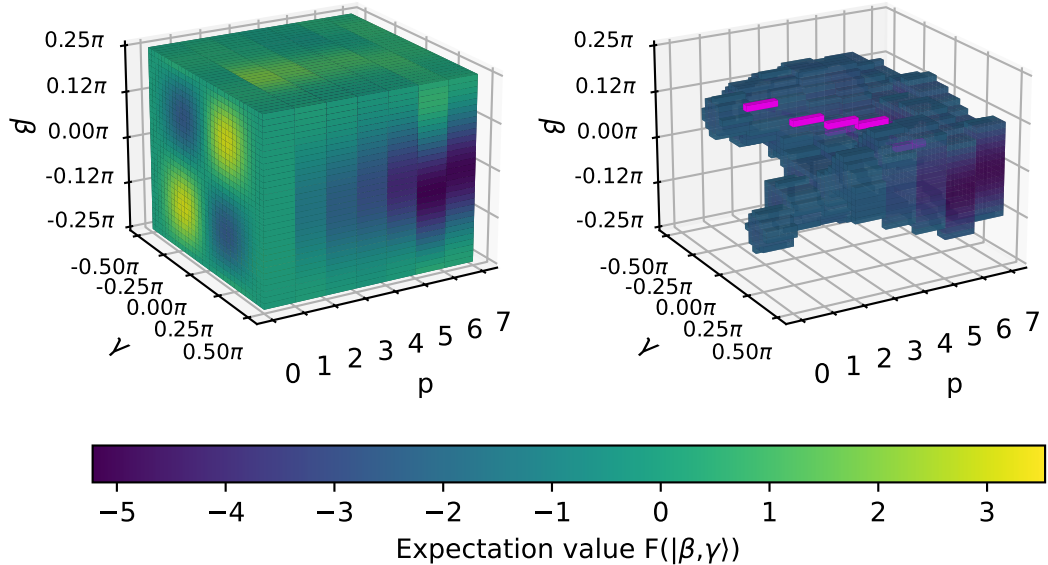 0.25π
0.12π
0.00π
-0.12π
-0.25π
β
-0.50π
-0.25π
0.00π
0.25π
0.50π
γ
0 1 2 3 4 5 6 7
p
0.25π
0.12π
0.00π
-0.12π
-0.25π
β
-0.50π
-0.25π
0.00π
0.25π
0.50π
γ
0 1 2 3 4 5 6 7
p
−5 −4 −3 −2 −1 0 1 2 3
Expectation value F(|β,γ⟩)